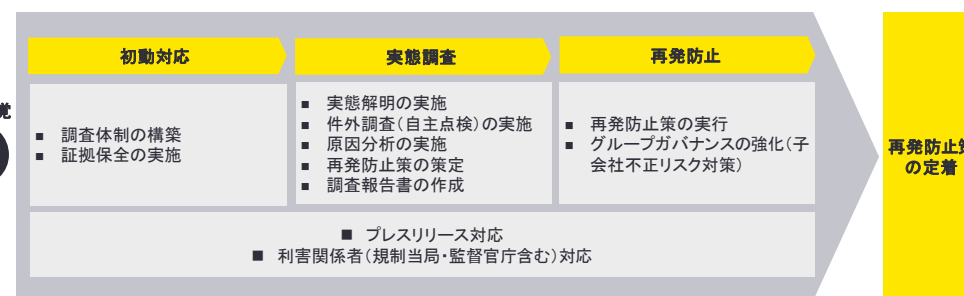 初動対応
実態調査
再発防止
覚
■ 調査体制の構築
■ 証拠保全の実施
■ 実態解明の実施
■ 件外調査(自主点検)の実施
■ 原因分析の実施
■ 再発防止策の策定
■ 調査報告書の作成
■ 再発防止策の実行
■ グループガバナンスの強化(子
会社不正リスク対策)
再発防止策
の定着
■ プレスリリース対応
■ 利害関係者(規制当局・監督官庁含む)対応